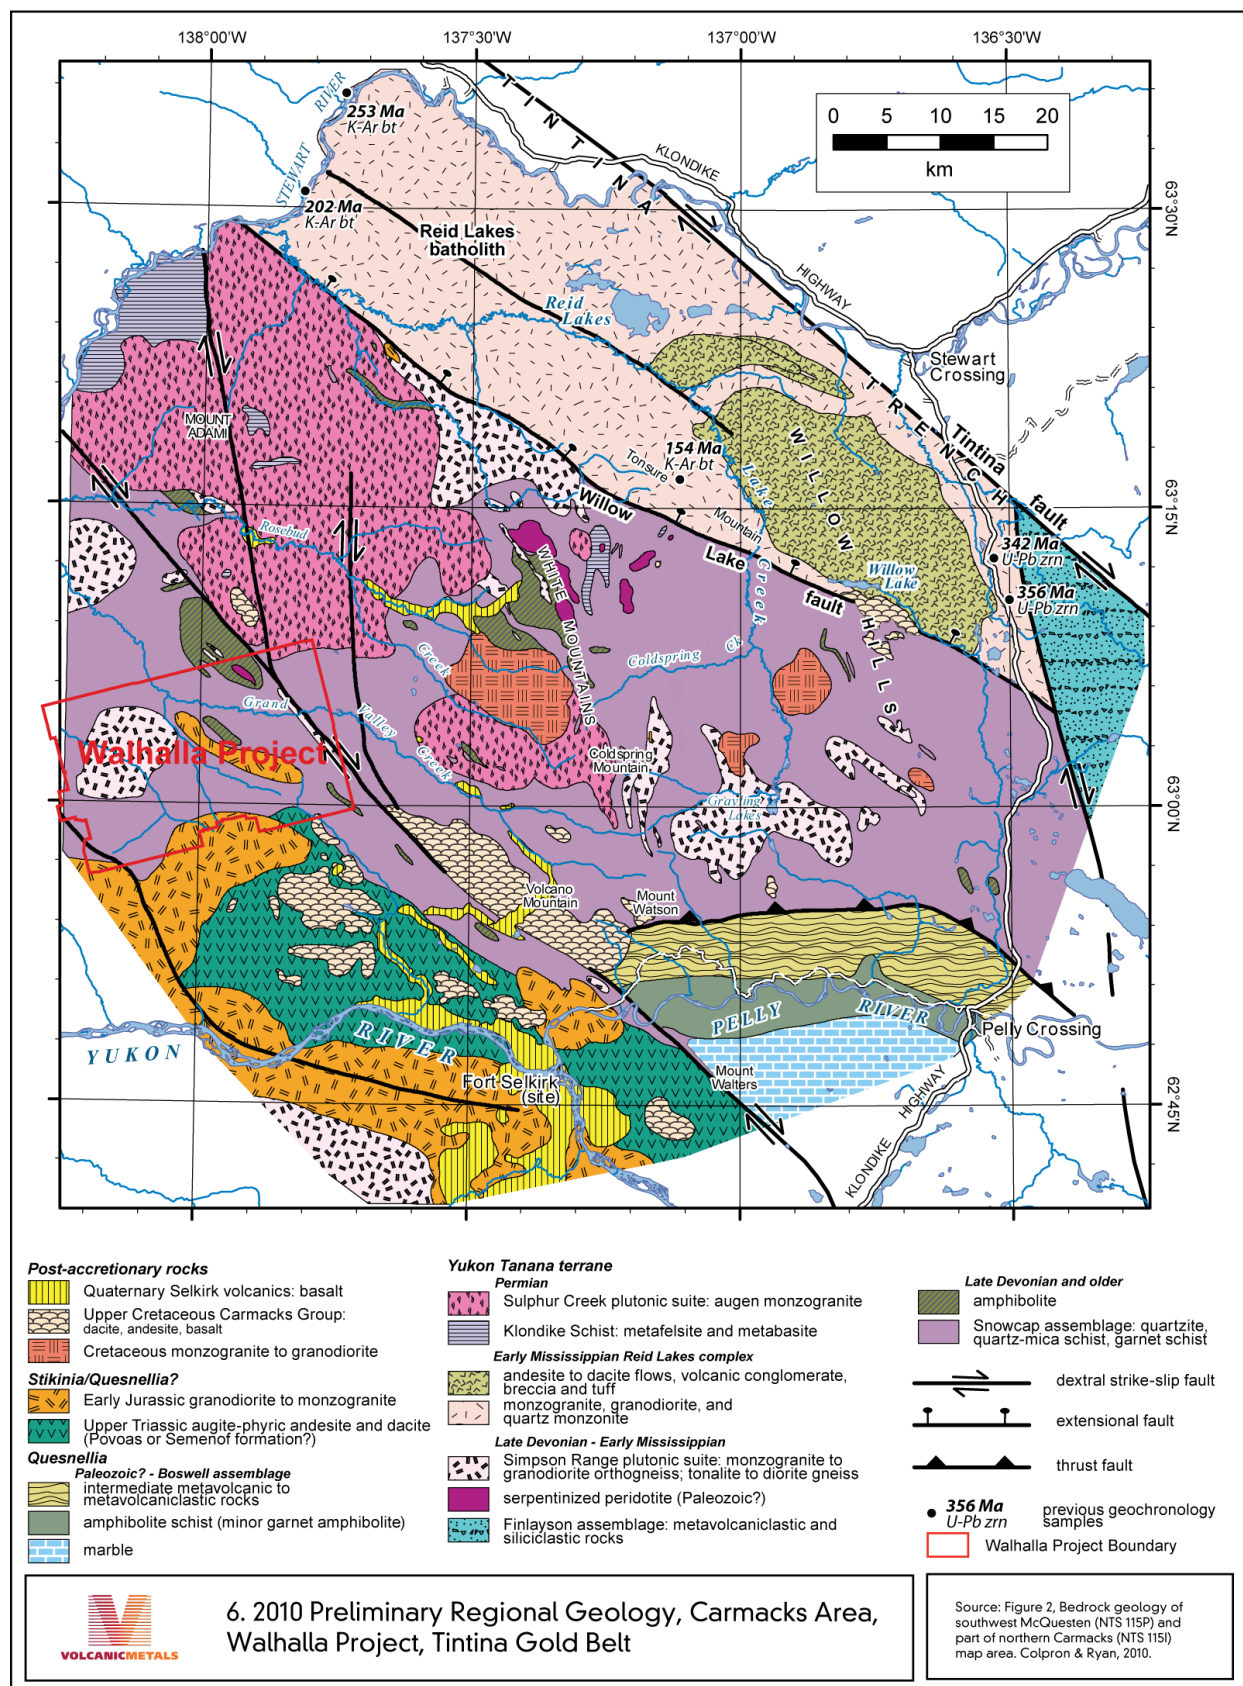 138°00'W 137°30'W 137°00'W 136°30'W
TINTINA
0 5 10 15 20
km
RIVER
253 Ma
K-Ar bt
KLONDIKE
STEWART
202 Ma
K-Ar bt
63°30'N
Reid Lakes
batholith
HIGHWAY
Reid
Lakes
Stewart
Crossing
TRENCH
MOUNT
ADAMI
WILLOW
154 Ma
K-Ar bt
Tintina
fault
Tonsure
Mountain
Lake
Creek
Willow
Lake
fault
63°15'N
Rosebud
Creek
WHITE MOUNTAINS
342 Ma
U-Pb zrn
Willow
Lake
356 Ma
U-Pb zrn
HILLS
Coldspring Ck
Grand
Valley
Creek
Walhalla Project
Coldspring
Mountain
Grayling
Lakes
63°00'N
Volcano
Mountain
Mount
Watson
PELLY RIVER
Pelly Crossing
YUKON RIVER
Fort Selkirk
(site)
Mount
Walters
HIGHWAY
KLONDIKE
62°45'N
Post-accretionary rocks
Quaternary Selkirk volcanics: basalt
Upper Cretaceous Carmacks Group:
dacite, andesite, basalt
Cretaceous monzogranite to granodiorite
Stikinia/Quesnellia?
Early Jurassic granodiorite to monzogranite
Upper Triassic augite-phyric andesite and dacite
(Povoas or Semenof formation?)
Quesnellia
Paleozoic? - Boswell assemblage
intermediate metavolcanic to
metavolcaniclastic rocks
amphibolite schist (minor garnet amphibolite)
marble
Yukon Tanana terrane
Permian
Sulphur Creek plutonic suite: augen monzogranite
Klondike Schist: metafelsite and metabasite
Early Mississippian Reid Lakes complex
andesite to dacite flows, volcanic conglomerate,
breccia and tuff
monzogranite, granodiorite, and
quartz monzonite
Late Devonian - Early Mississippian
Simpson Range plutonic suite: monzogranite to
granodiorite orthogneiss; tonalite to diorite gneiss
serpentinized peridotite (Paleozoic?)
Finlayson assemblage: metavolcaniclastic and
siliciclastic rocks
Late Devonian and older
amphibolite
Snowcap assemblage: quartzite,
quartz-mica schist, garnet schist
dextral strike-slip fault
extensional fault
thrust fault
356 Ma
U-Pb zrn
previous geochronology
samples
Walhalla Project Boundary
VOLCANICMETALS
6. 2010 Preliminary Regional Geology, Carmacks Area,
Walhalla Project, Tintina Gold Belt
Source: Figure 2, Bedrock geology of
southwest McQuesten (NTS 115P) and
part of northern Carmacks (NTS 115I)
map area. Colpron & Ryan, 2010.